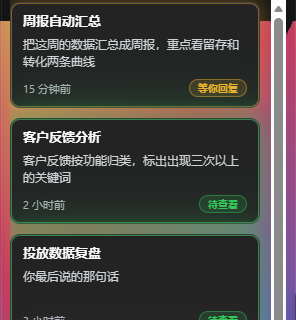 周报自动汇总
把这周的数据汇总成周报，重点看留存和
转化两条曲线
15 分钟前
等你回复
客户反馈分析
客户反馈按功能归类，标出出现三次以上
的关键词
2 小时前
待查看
投放数据复盘
你最后说的那句话
3 小时前
待查看